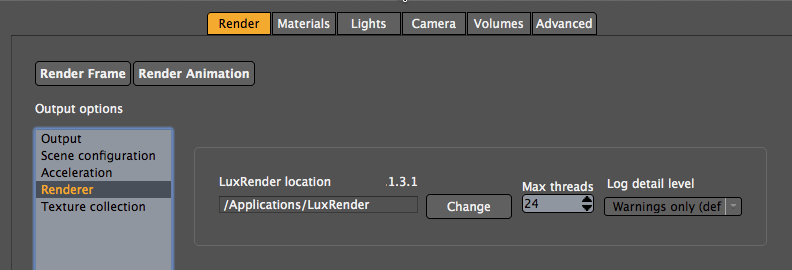 Render Materials Lights Camera Volumes Advanced
Render Frame Render Animation
Output options
Output
Scene configuration
Acceleration
Renderer
Texture collection
LuxRender location .1.3.1 Max threads Log detail level
/Applications/LuxRender Change 24 Warnings only (def